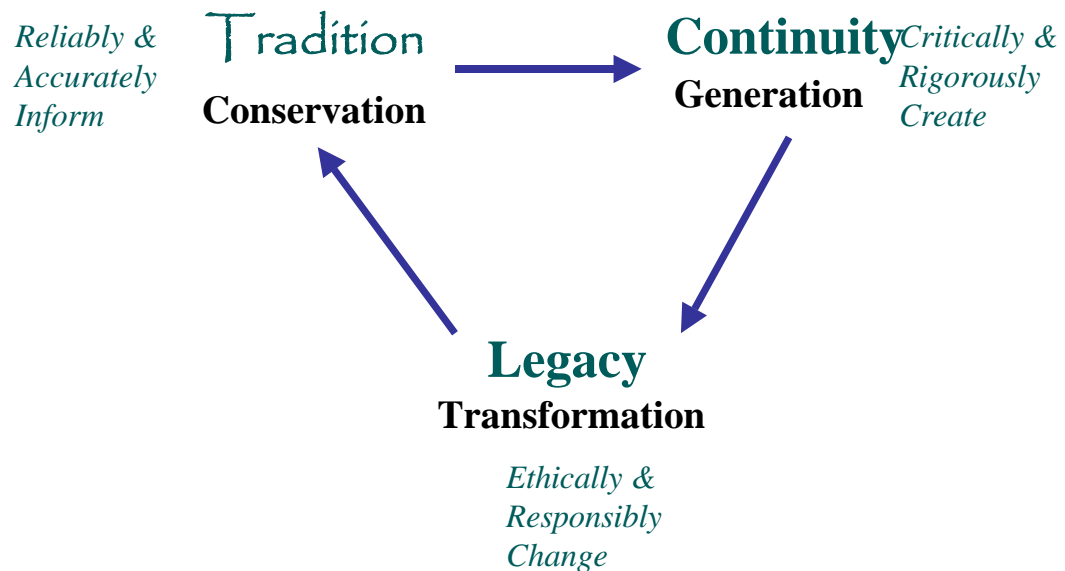 Reliably &
Accurately
Inform
Tradition
Conservation
Continuity
Generation
Critically &
Rigorously
Create
Legacy
Transformation
Ethically &
Responsibly
Change